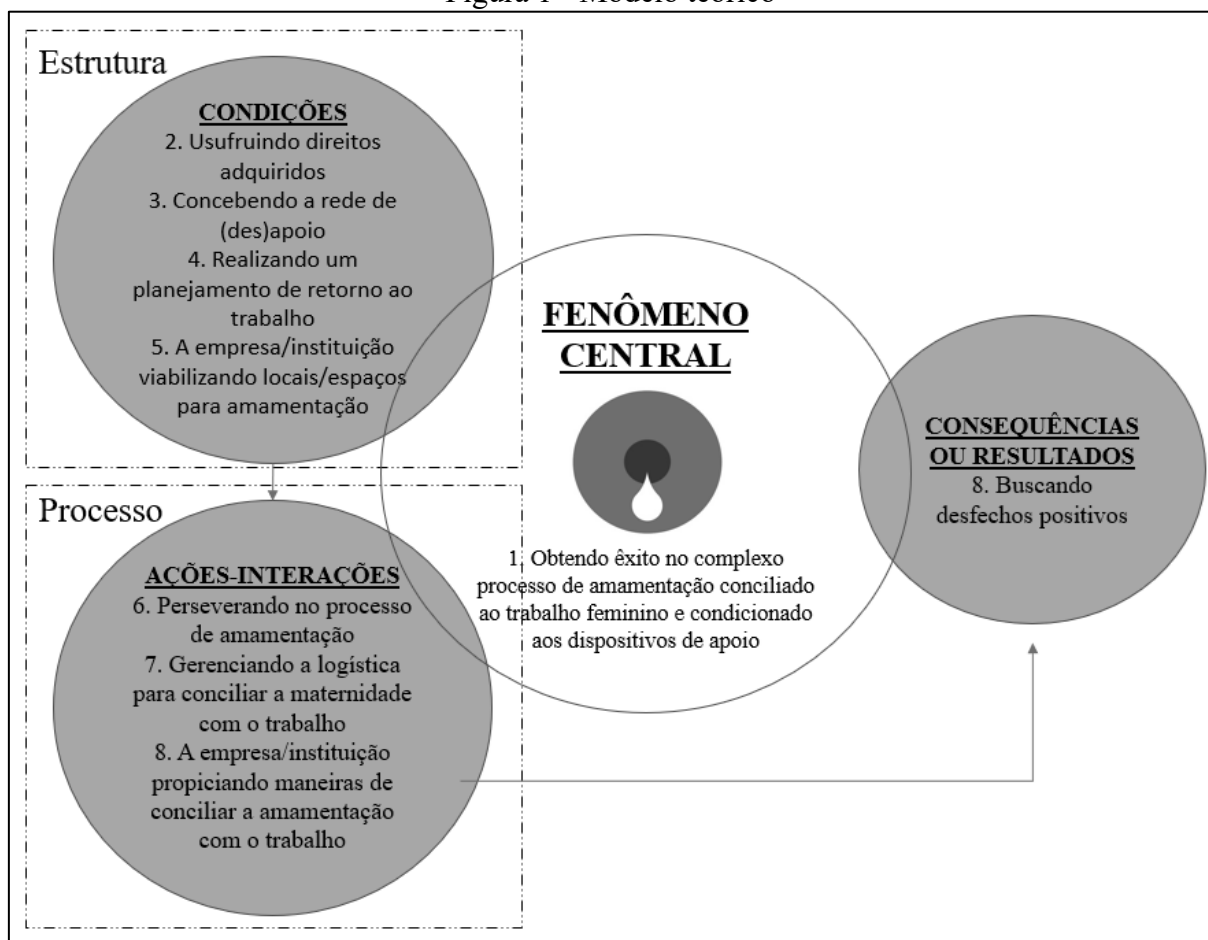 Figura 1 - Modelo teórico
Estrutura
CONDIÇÕES
2. Usufruindo direitos
adquiridos
3. Concebendo a rede de
(des)apoio
4. Realizando um
planejamento de retorno ao
trabalho
5. A empresa/instituição
viabilizando locais/espaços
para amamentação
Processo
AÇÕES-INTERAÇÕES
6. Perseverando no processo
de amamentação
7. Gerenciando a logística
para conciliar a maternidade
com o trabalho
8. A empresa/instituição
propiciando maneiras de
conciliar a amamentação
com o trabalho
FENÔMENO
CENTRAL
1. Obtendo êxito no complexo
processo de amamentação conciliado
ao trabalho feminino e condicionado
aos dispositivos de apoio
CONSEQUÊNCIAS
OU RESULTADOS
8. Buscando
desfechos positivos